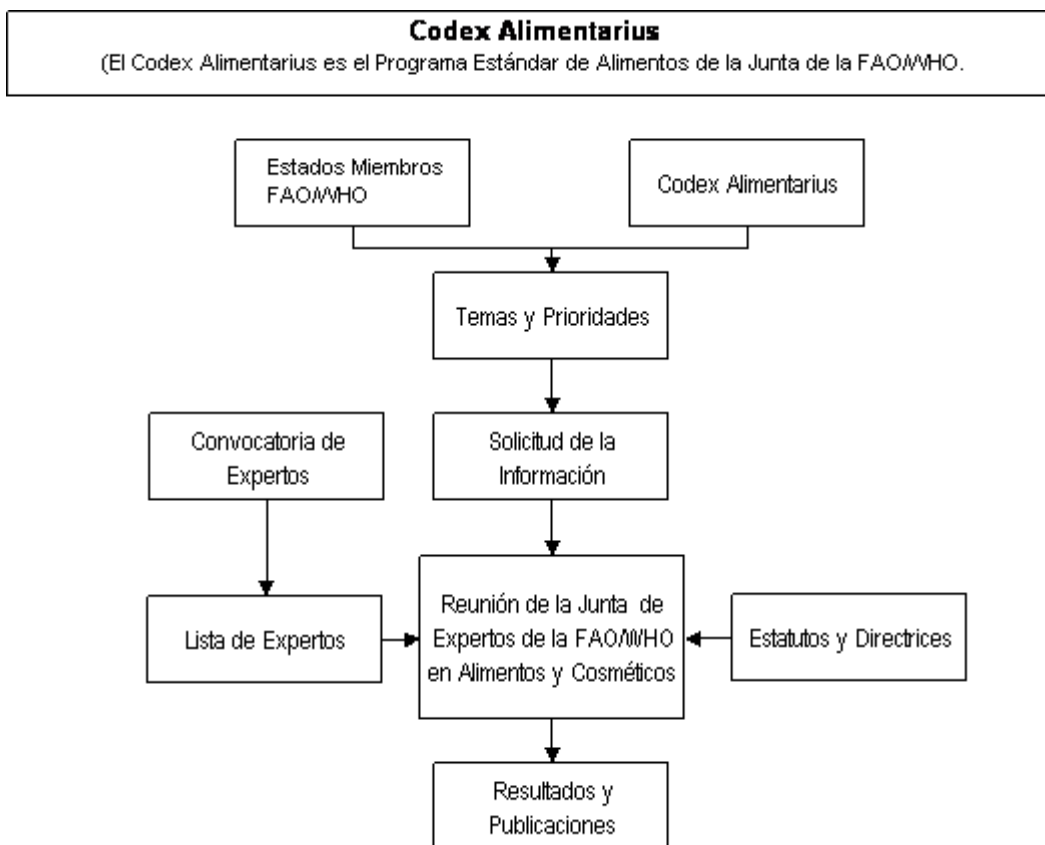 Codex Alimentarius
(El Codex Alimentarius es el Programa Estándar de Alimentos de la Junta de la FAO/WHO.
Estados Miembros
FAO/WHO
Codex Alimentarius
Temas y Prioridades
Convocatoria de
Expertos
Solicitud de la
Información
Lista de Expertos
Reunión de la Junta de
Expertos de la FAO/WHO
en Alimentos y Cosméticos
Estatutos y Directrices
Resultados y
Publicaciones